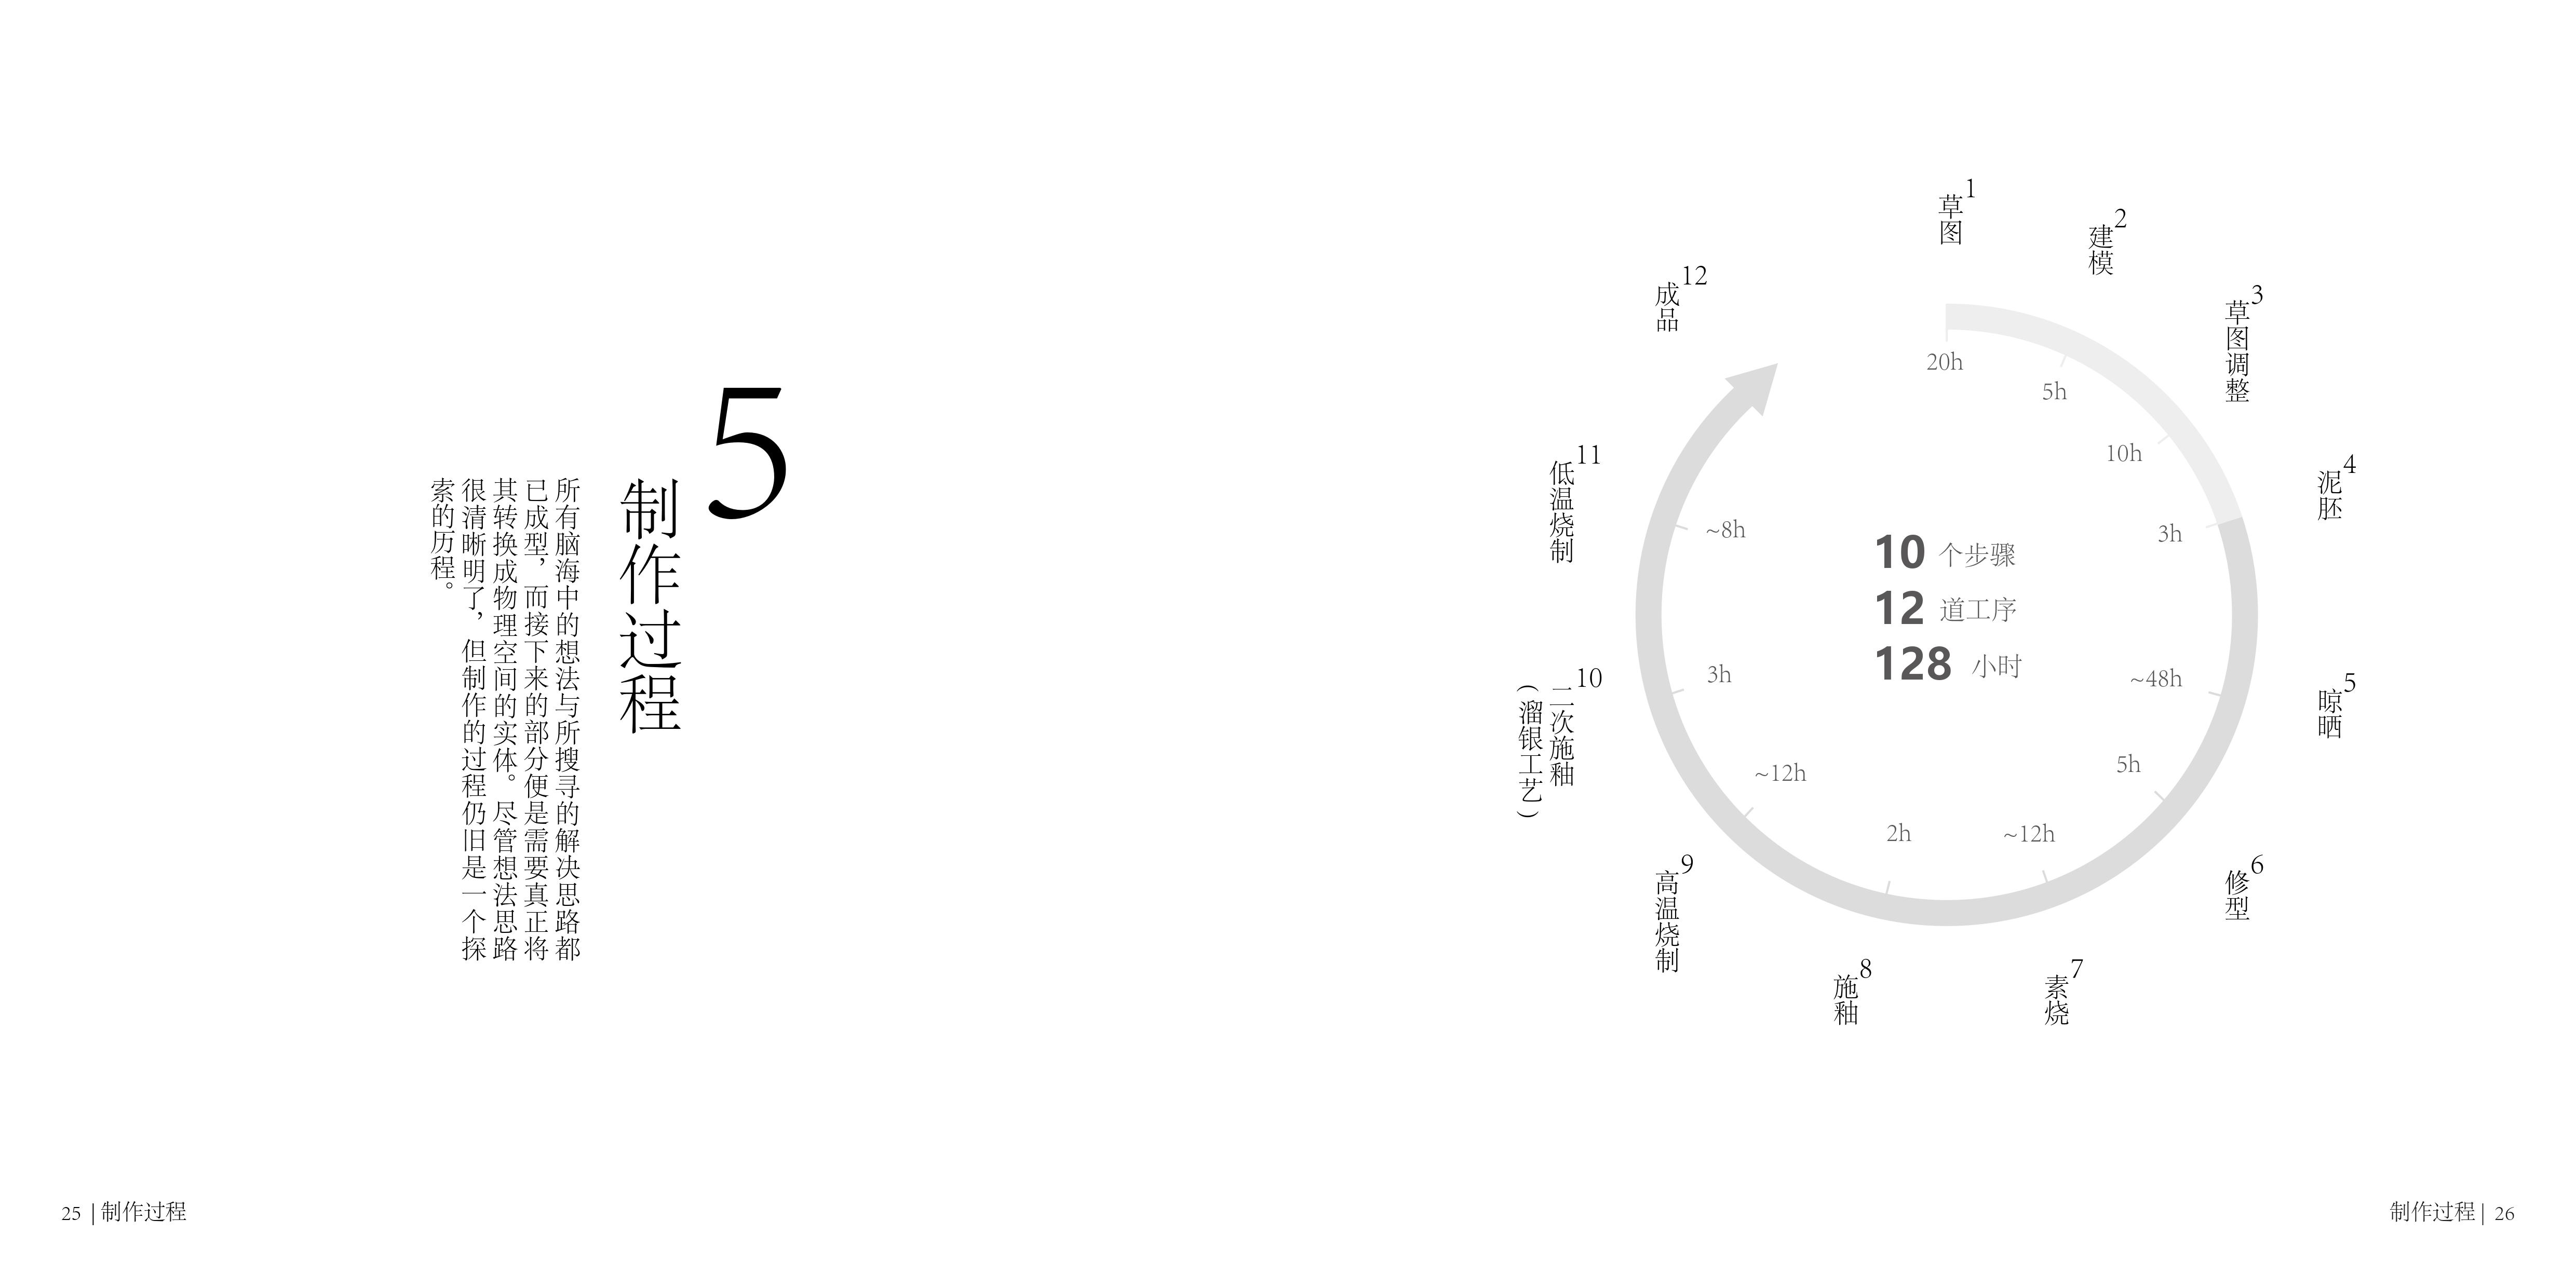 5
制作过程
所有脑海中的想法与所搜寻的解决思路都
已成型，而接下来的部分便是需要真正将
其转换成物理空间的实体。尽管想法思路
很清晰明了，但制作的过程仍旧是一个探
索的历程。
25 | 制作过程
1
草图
2
建模
3
草图调整
4
泥胚
5
晾晒
6
修型
7
素烧
8
施釉
9
高温烧制
10
二次施釉
（溜银工艺）
11
低温烧制
12
成品
20h
5h
10h
3h
~48h
5h
~12h
2h
~12h
3h
~8h
10 个步骤
12 道工序
128 小时
制作过程 | 26